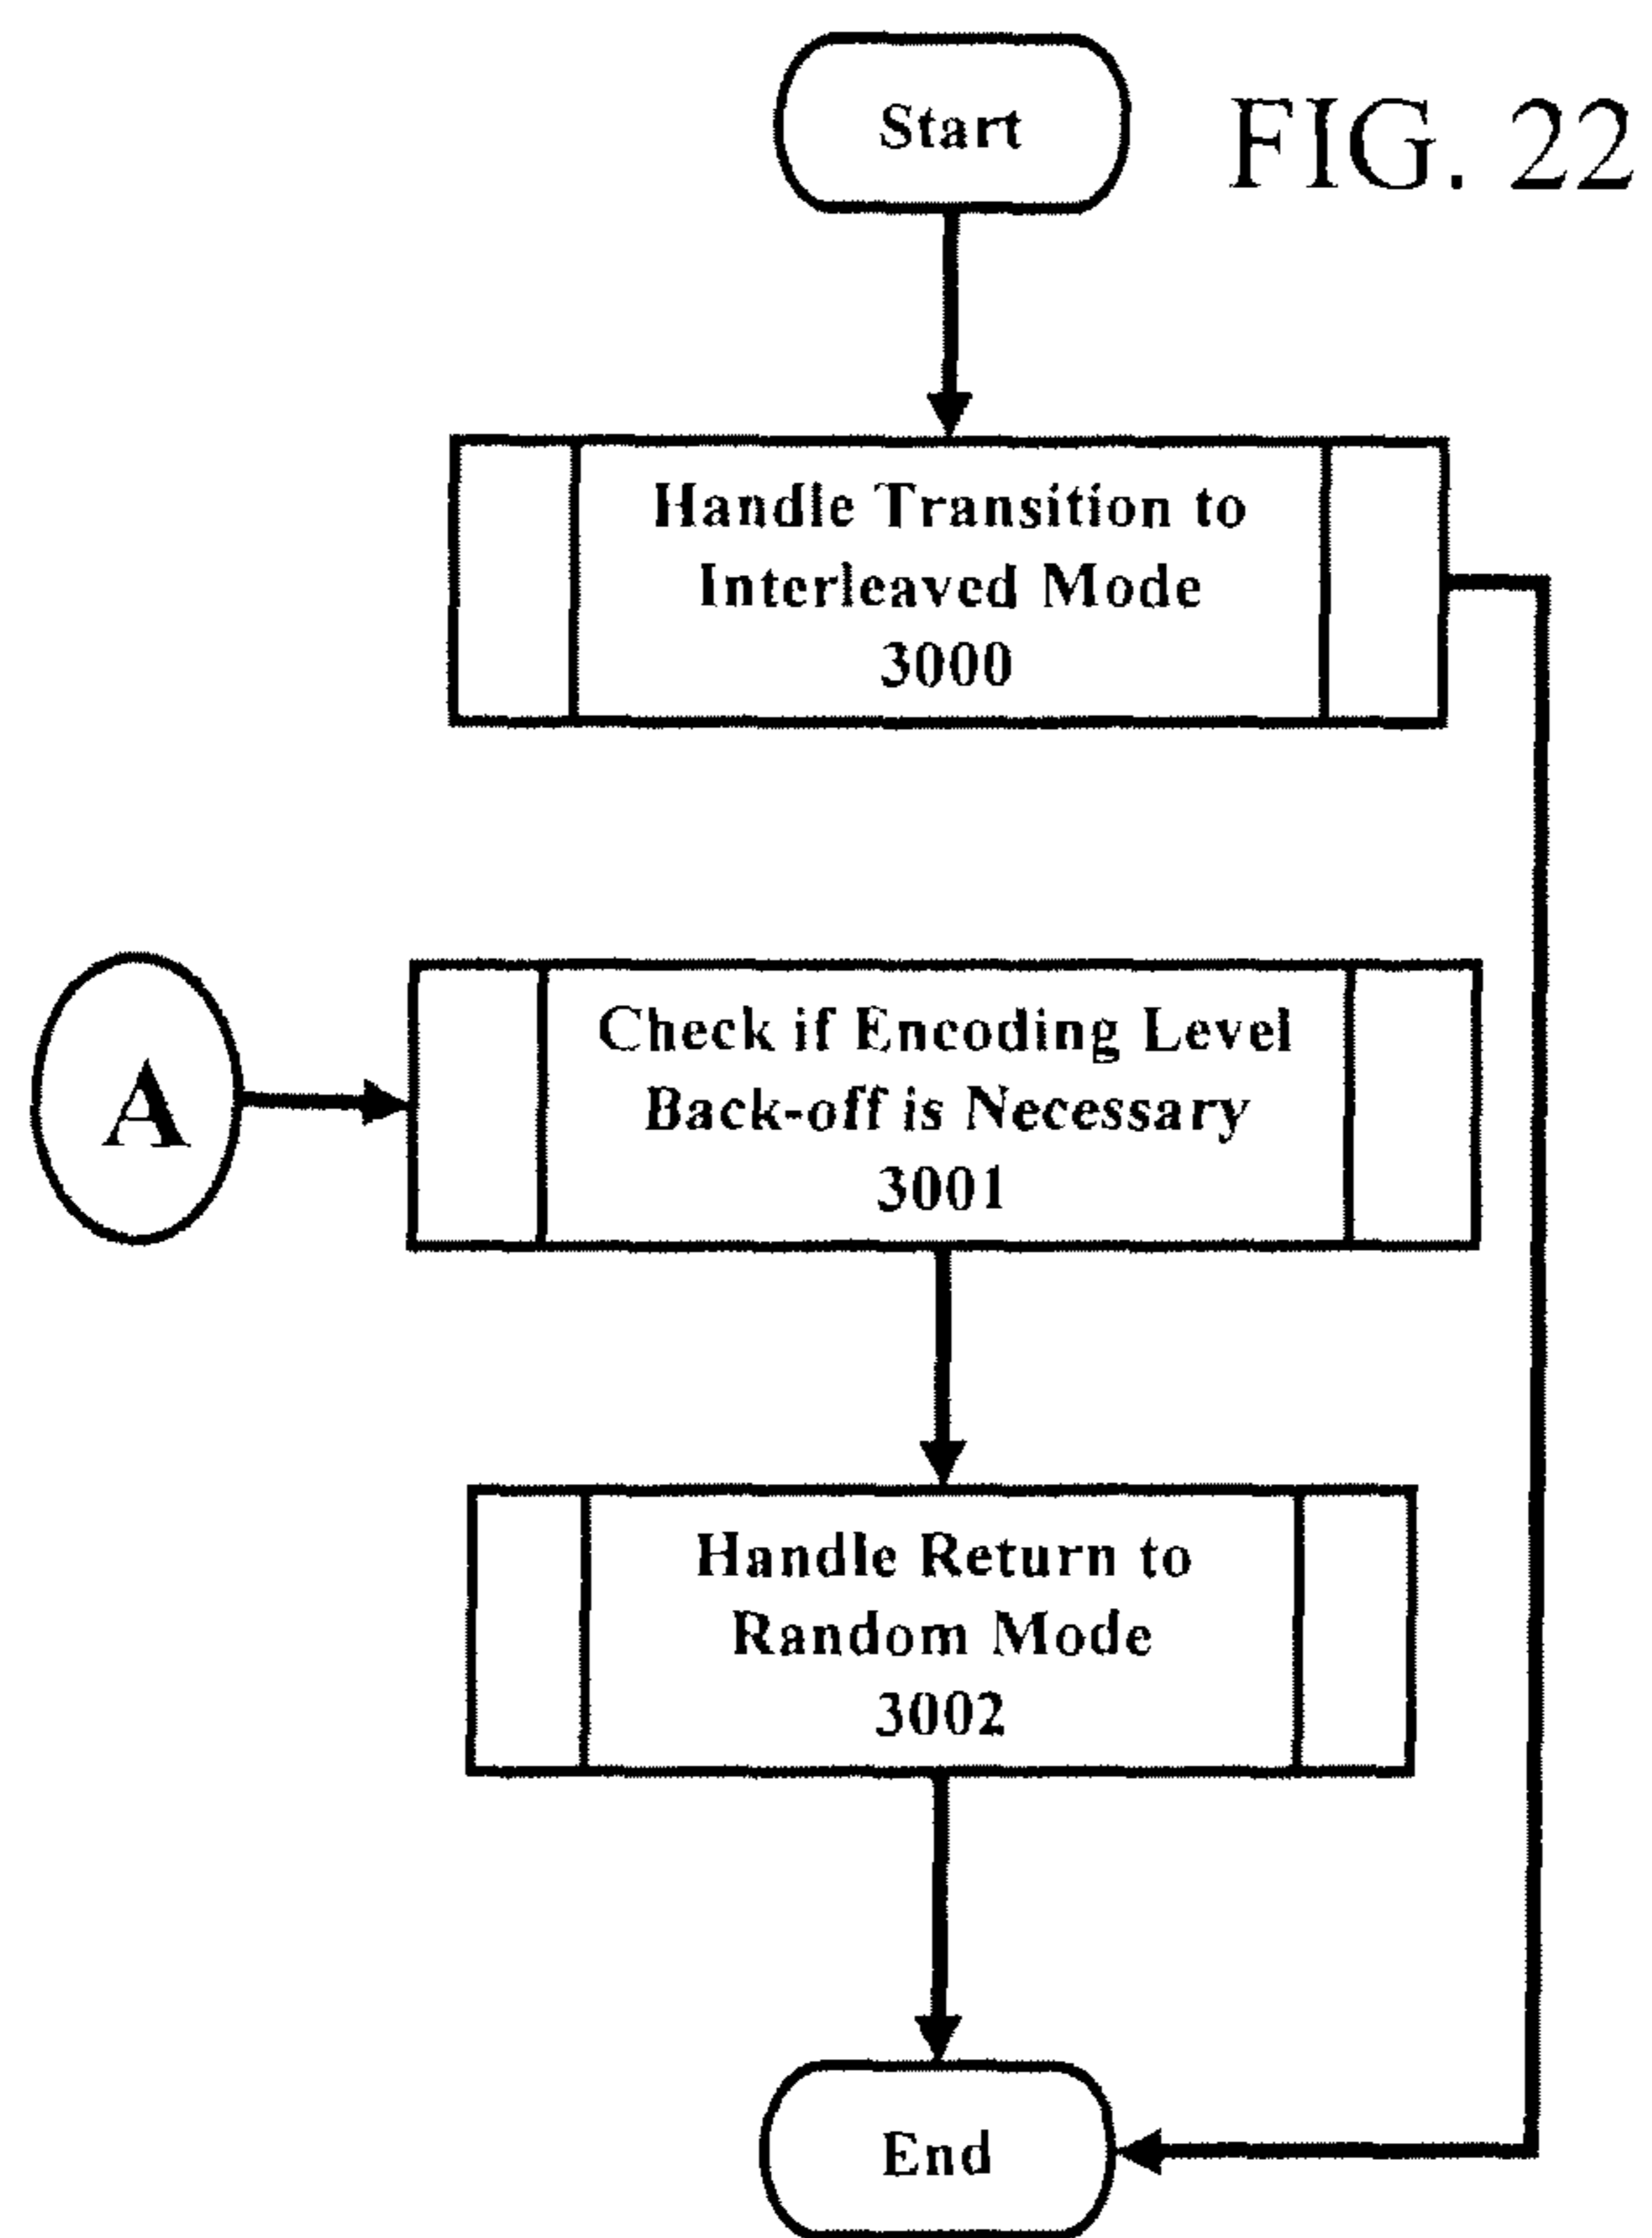 Start
FIG. 22
Handle Transition to
Interleaved Mode
3000
A
Check if Encoding Level
Back-off is Necessary
3001
Handle Return to
Random Mode
3002
End